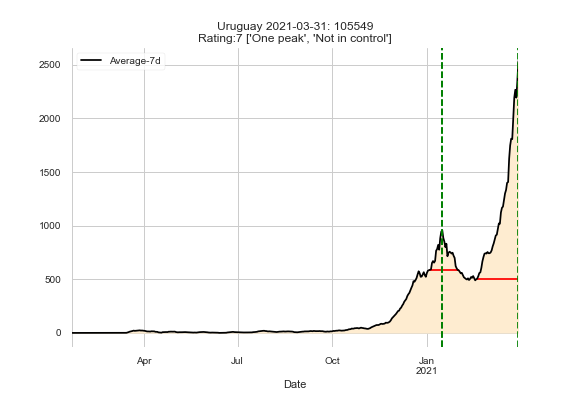 Uruguay 2021-03-31: 105549
Rating:7 ['One peak', 'Not in control']
Average-7d
2500
2000
1500
1000
500
0
Apr
Jul
Oct
Jan
2021
Date